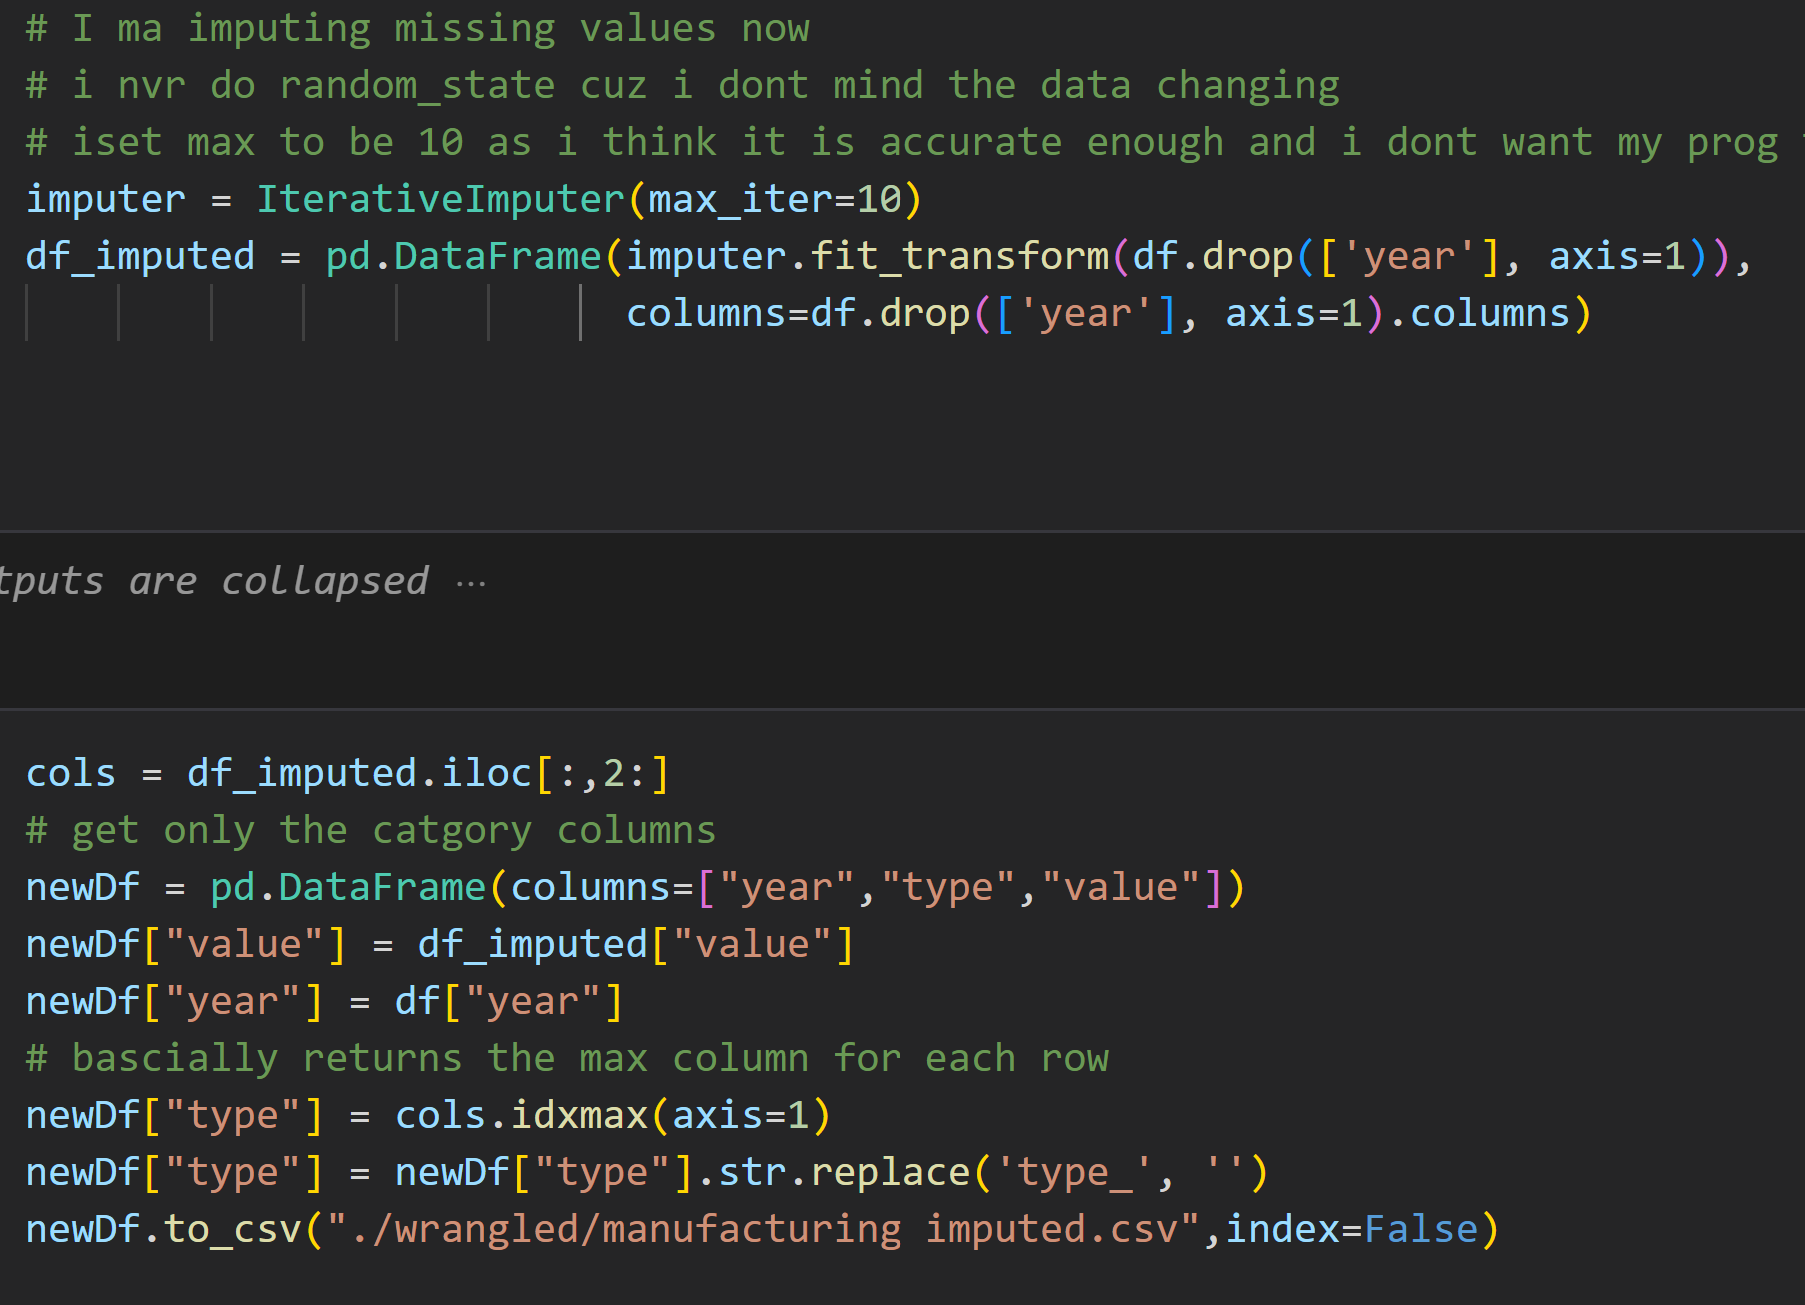 # I ma imputing missing values now
# i nvr do random_state cuz i dont mind the data changing
# iset max to be 10 as i think it is accurate enough and i dont want my prog
imputer = IterativeImputer(max_iter=10)
df_imputed = pd.DataFrame(imputer.fit_transform(df.drop(['year'], axis=1)),
columns=df.drop(['year'], axis=1).columns)
tputs are collapsed ...
cols = df_imputed.iloc[:,2:]
# get only the catgory columns
newDf = pd.DataFrame(columns=["year","type","value"])
newDf["value"] = df_imputed["value"]
newDf["year"] = df["year"]
# bascially returns the max column for each row
newDf["type"] = cols.idxmax(axis=1)
newDf["type"] = newDf["type"].str.replace('type_', '')
newDf.to_csv("./wrangled/manufacturing imputed.csv",index=False)